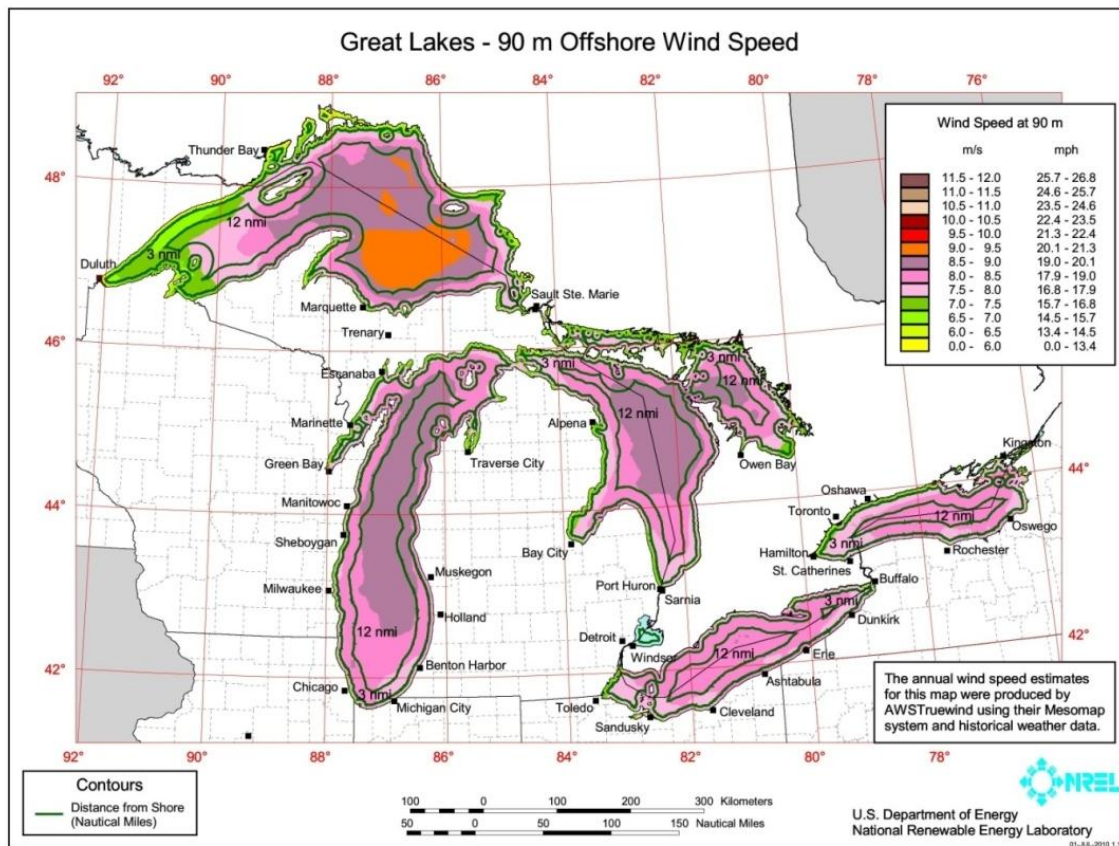 Great Lakes - 90 m Offshore Wind Speed
92° 90° 88° 86° 84° 82° 80° 78° 76°
Wind Speed at 90 m
m/s mph
11.5 - 12.0 25.7 - 26.8
11.0 - 11.5 24.6 - 25.7
10.5 - 11.0 23.5 - 24.6
10.0 - 10.5 22.4 - 23.5
9.5 - 10.0 21.3 - 22.4
9.0 - 9.5 20.1 - 21.3
8.5 - 9.0 19.0 - 20.1
8.0 - 8.5 17.9 - 19.0
7.5 - 8.0 16.8 - 17.9
7.0 - 7.5 15.7 - 16.8
6.5 - 7.0 14.5 - 15.7
6.0 - 6.5 13.4 - 14.5
0.0 - 6.0 0.0 - 13.4
Thunder Bay
48°
12 nmi
3 nmi
Duluth
Marquette
Sault Ste. Marie
Trenary
46°
46°
3 nmi
3 nmi
Escanaba
12 nmi
12 nmi
Marinette
Alpena
Green Bay
Traverse City
Owen Bay
Kingston
44°
44°
Manitowoc
Oshawa
Toronto
12 nmi
Oswego
Sheboygan
Bay City
Hamilton
3 nmi
Rochester
St. Catherines
Milwaukee
Muskegon
Port Huron
Sarnia
Buffalo
3 nmi
Holland
Dunkirk
12 nmi
Detroit
Windsor
12 nmi
Erie
42°
42°
Benton Harbor
Ashtabula
Chicago
3 nmi
Michigan City
Toledo
Cleveland
Sandusky
The annual wind speed estimates
for this map were produced by
AWSTruewind using their Mesomap
system and historical weather data.
92° 90° 88° 86° 84° 82° 80° 78°
Contours
Distance from Shore
(Nautical Miles)
100 0 100 200 300 Kilometers
50 0 50 100 150 Nautical Miles
NREL
U.S. Department of Energy
National Renewable Energy Laboratory